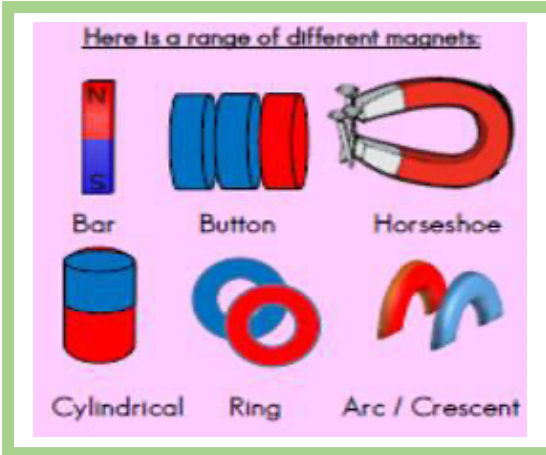 Here is a range of different magnets:
N
S
Bar Button Horseshoe
Cylindrical Ring Arc / Crescent